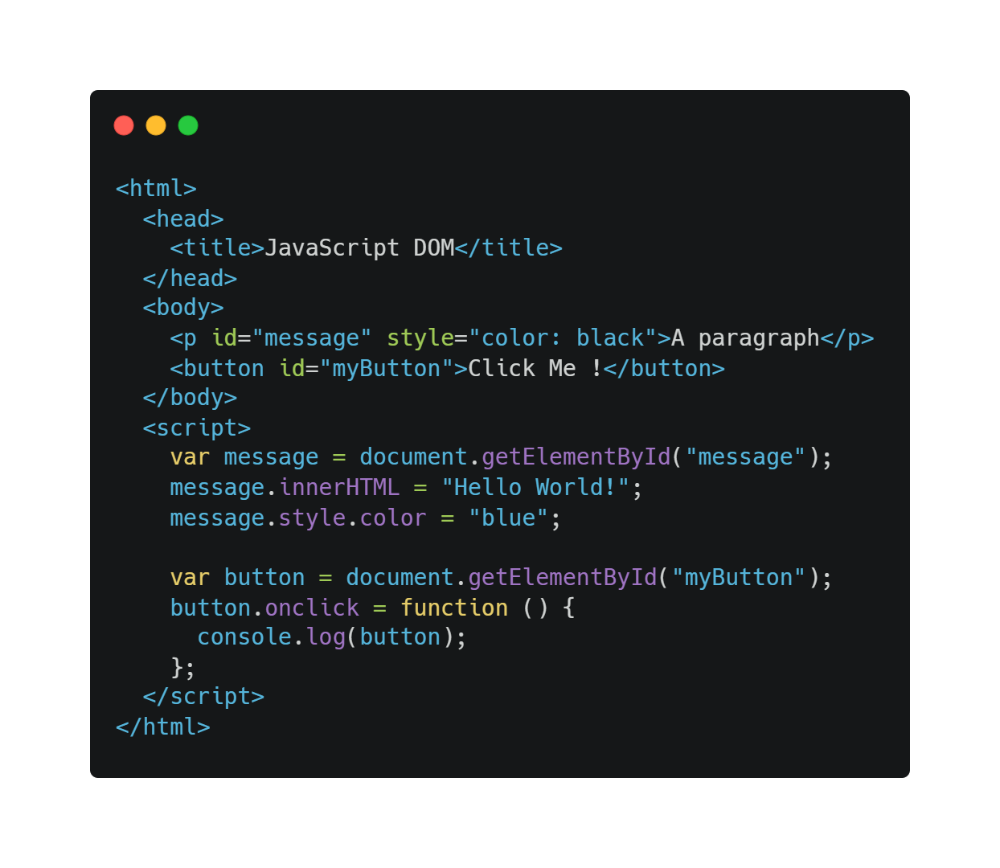 <html>
  <head>
    <title>JavaScript DOM</title>
  </head>
  <body>
    <p id="message" style="color: black">A paragraph</p>
    <button id="myButton">Click Me !</button>
  </body>
  <script>
    var message = document.getElementById("message");
    message.innerHTML = "Hello World!";
    message.style.color = "blue";

    var button = document.getElementById("myButton");
    button.onclick = function () {
      console.log(button);
    };
  </script>
</html>